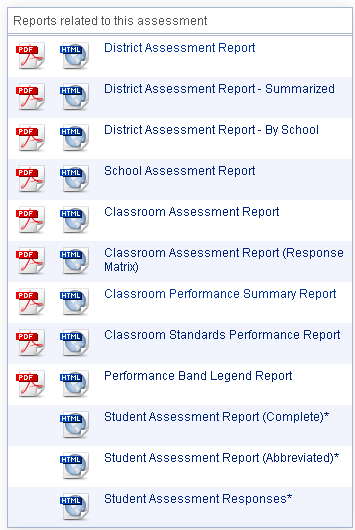 Reports related to this assessment
PDF HTML District Assessment Report
PDF HTML District Assessment Report - Summarized
PDF HTML District Assessment Report - By School
PDF HTML School Assessment Report
PDF HTML Classroom Assessment Report
PDF HTML Classroom Assessment Report (Response
Matrix)
PDF HTML Classroom Performance Summary Report
PDF HTML Classroom Standards Performance Report
PDF HTML Performance Band Legend Report
HTML Student Assessment Report (Complete)*
HTML Student Assessment Report (Abbreviated)*
HTML Student Assessment Responses*